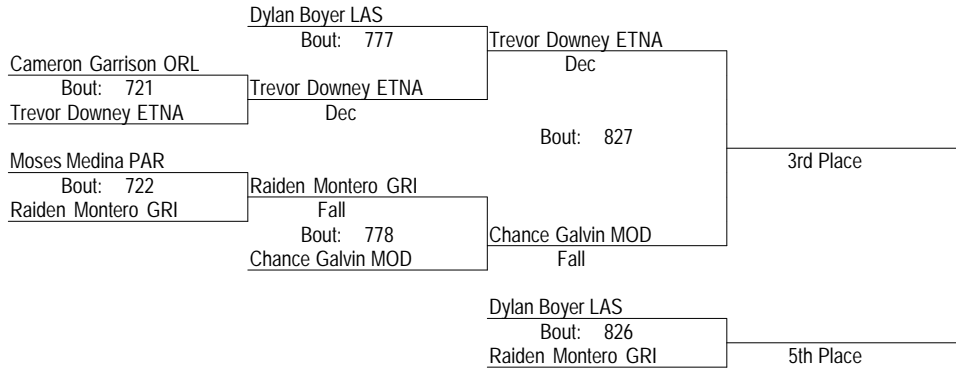 Dylan Boyer LAS
Bout: 777
Trevor Downey ETNA
Dec
Cameron Garrison ORL
Bout: 721
Trevor Downey ETNA
Trevor Downey ETNA
Dec
Bout: 827
3rd Place
Moses Medina PAR
Bout: 722
Raiden Montero GRI
Raiden Montero GRI
Fall
Bout: 778
Chance Galvin MOD
Chance Galvin MOD
Fall
Dylan Boyer LAS
Bout: 826
Raiden Montero GRI
5th Place